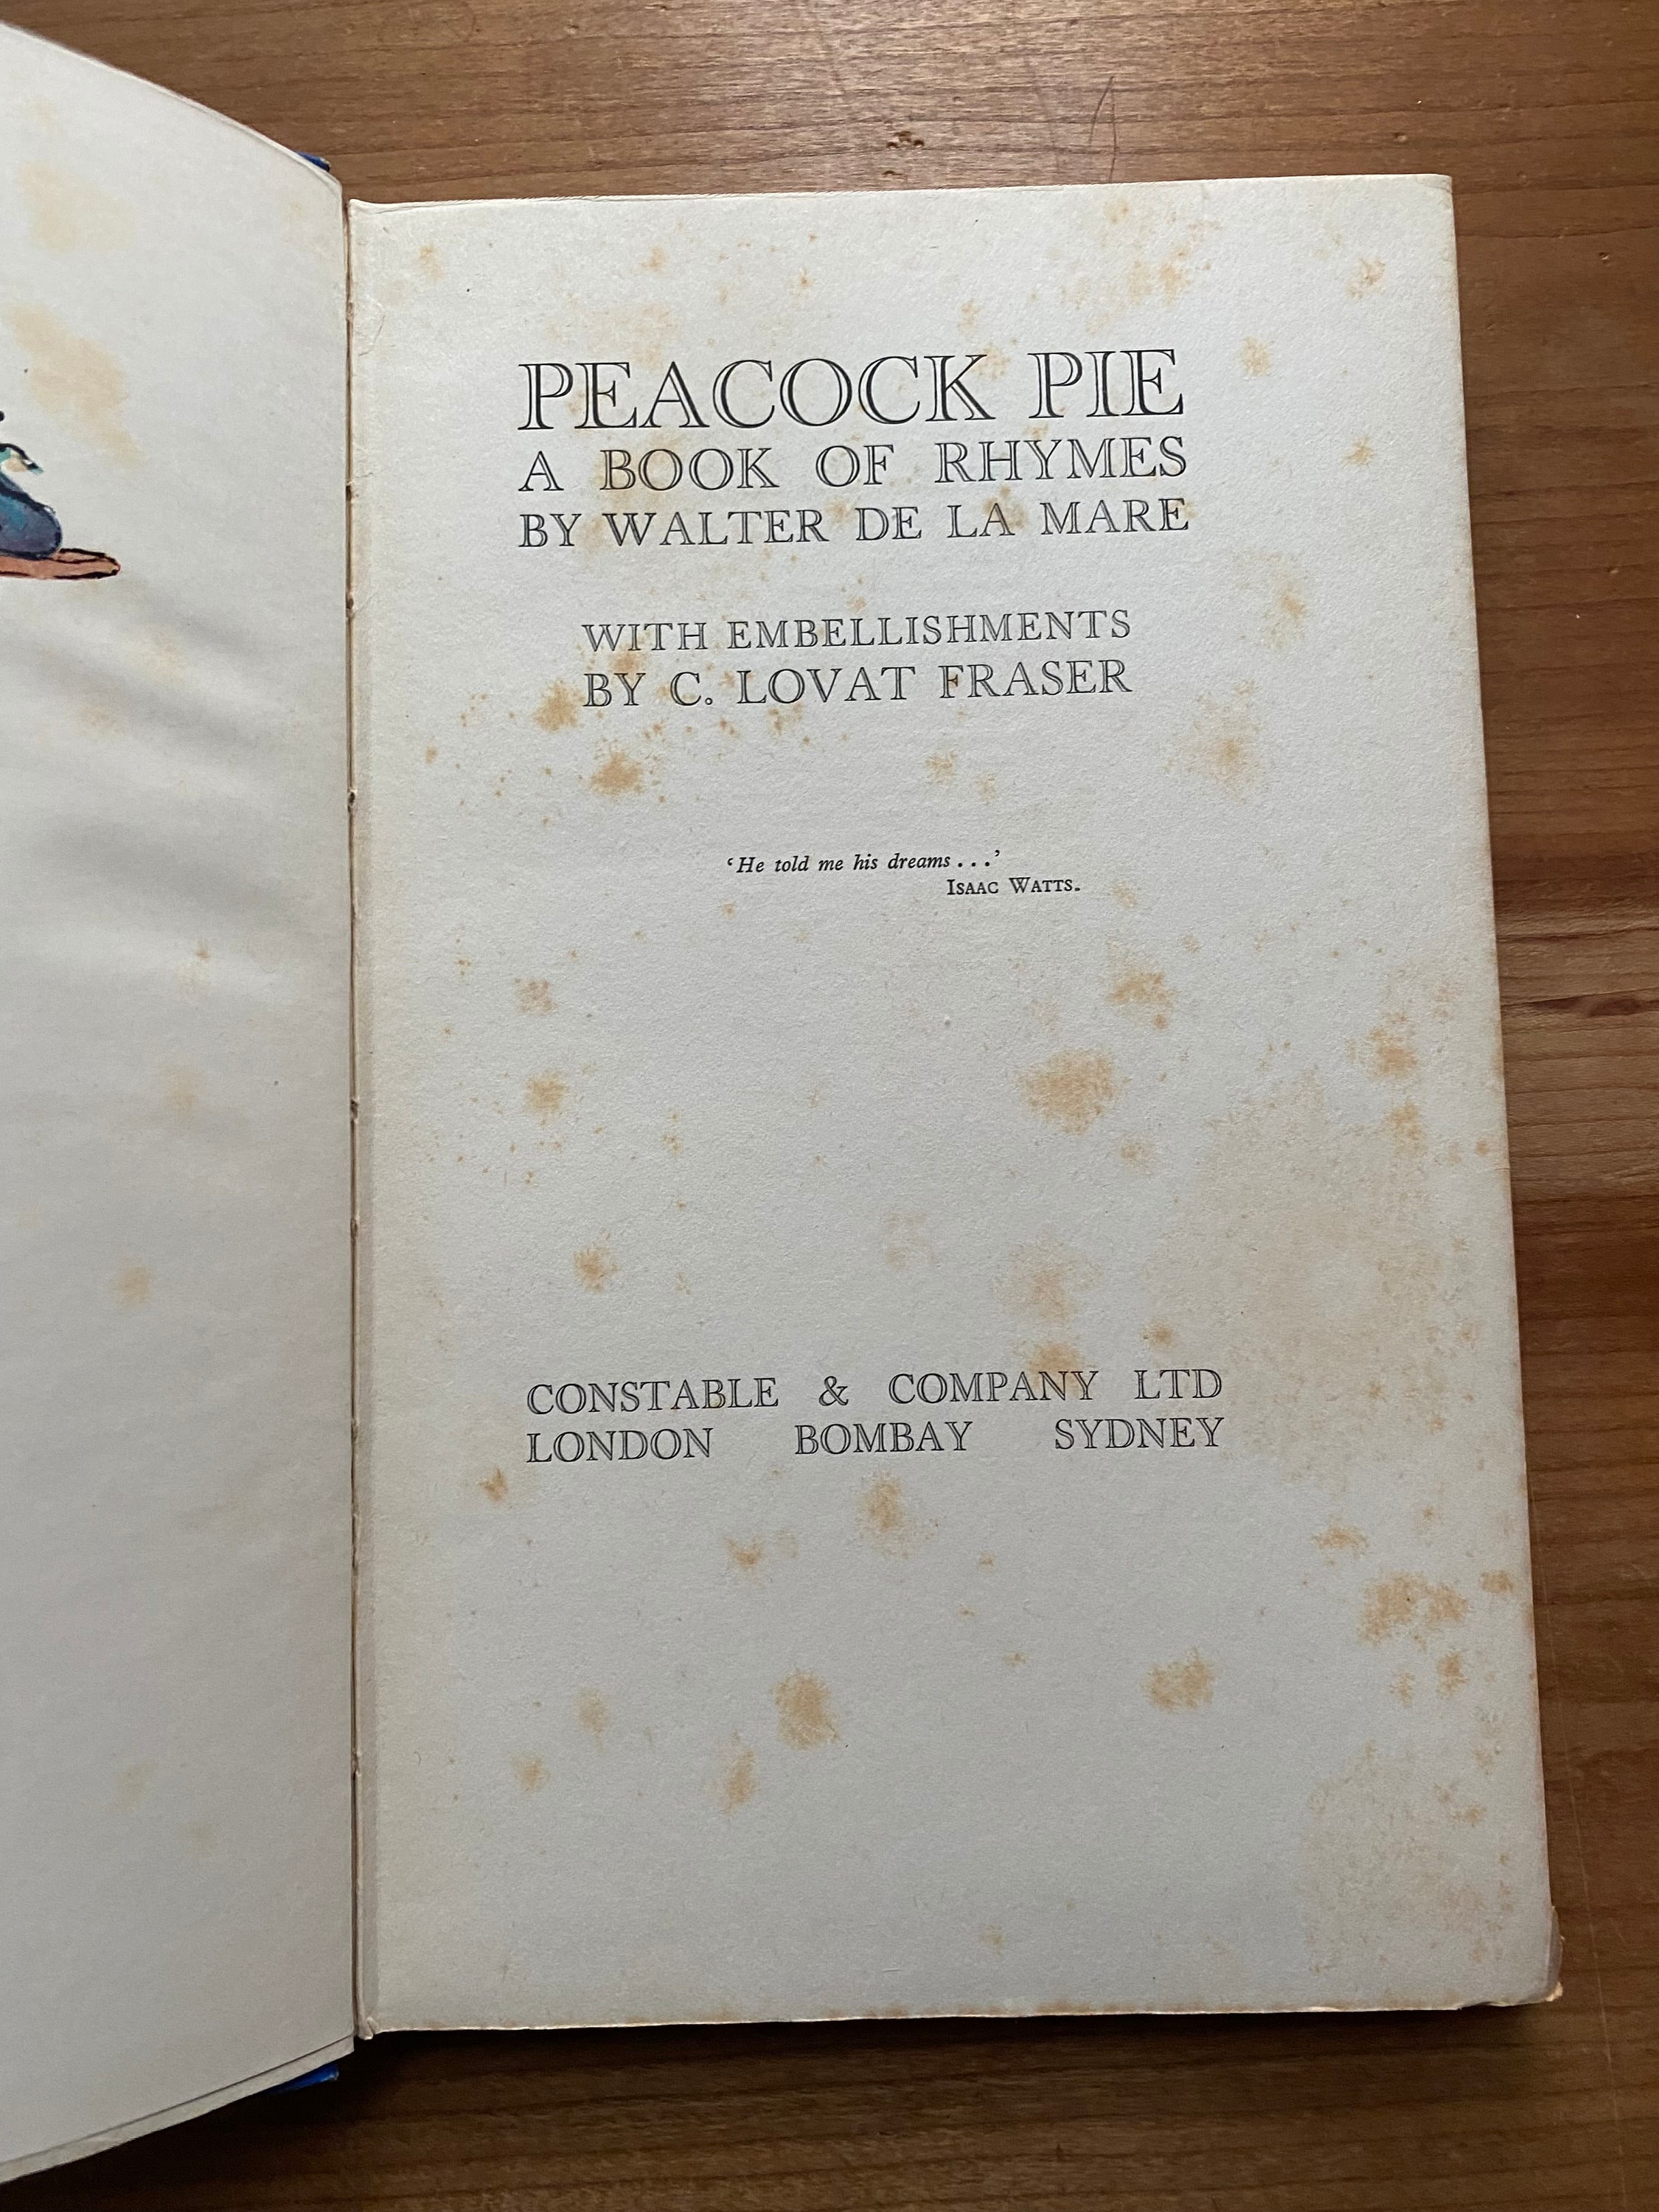 PEACOCK PIE
A BOOK OF RHYMES
BY WALTER DE LA MARE
WITH EMBELLISHMENTS
BY C. LOVAT FRASER
‘He told me his dreams . . .’
ISAAC WATTS.
CONSTABLE & COMPANY LTD
LONDON BOMBAY SYDNEY